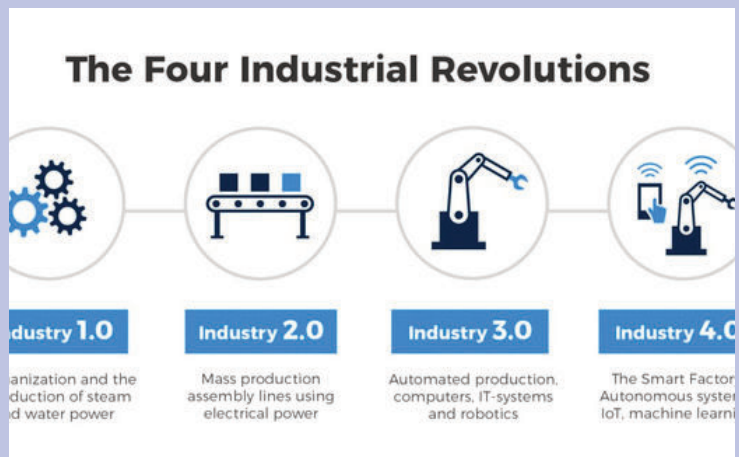 The Four Industrial Revolutions
dustry 1.0
Industry 2.0
Industry 3.0
Industry 4.0
anization and the
duction of steam
d water power
Mass production
assembly lines using
electrical power
Automated production,
computers, IT-systems
and robotics
The Smart Factor
Autonomous syste
IoT, machine learni